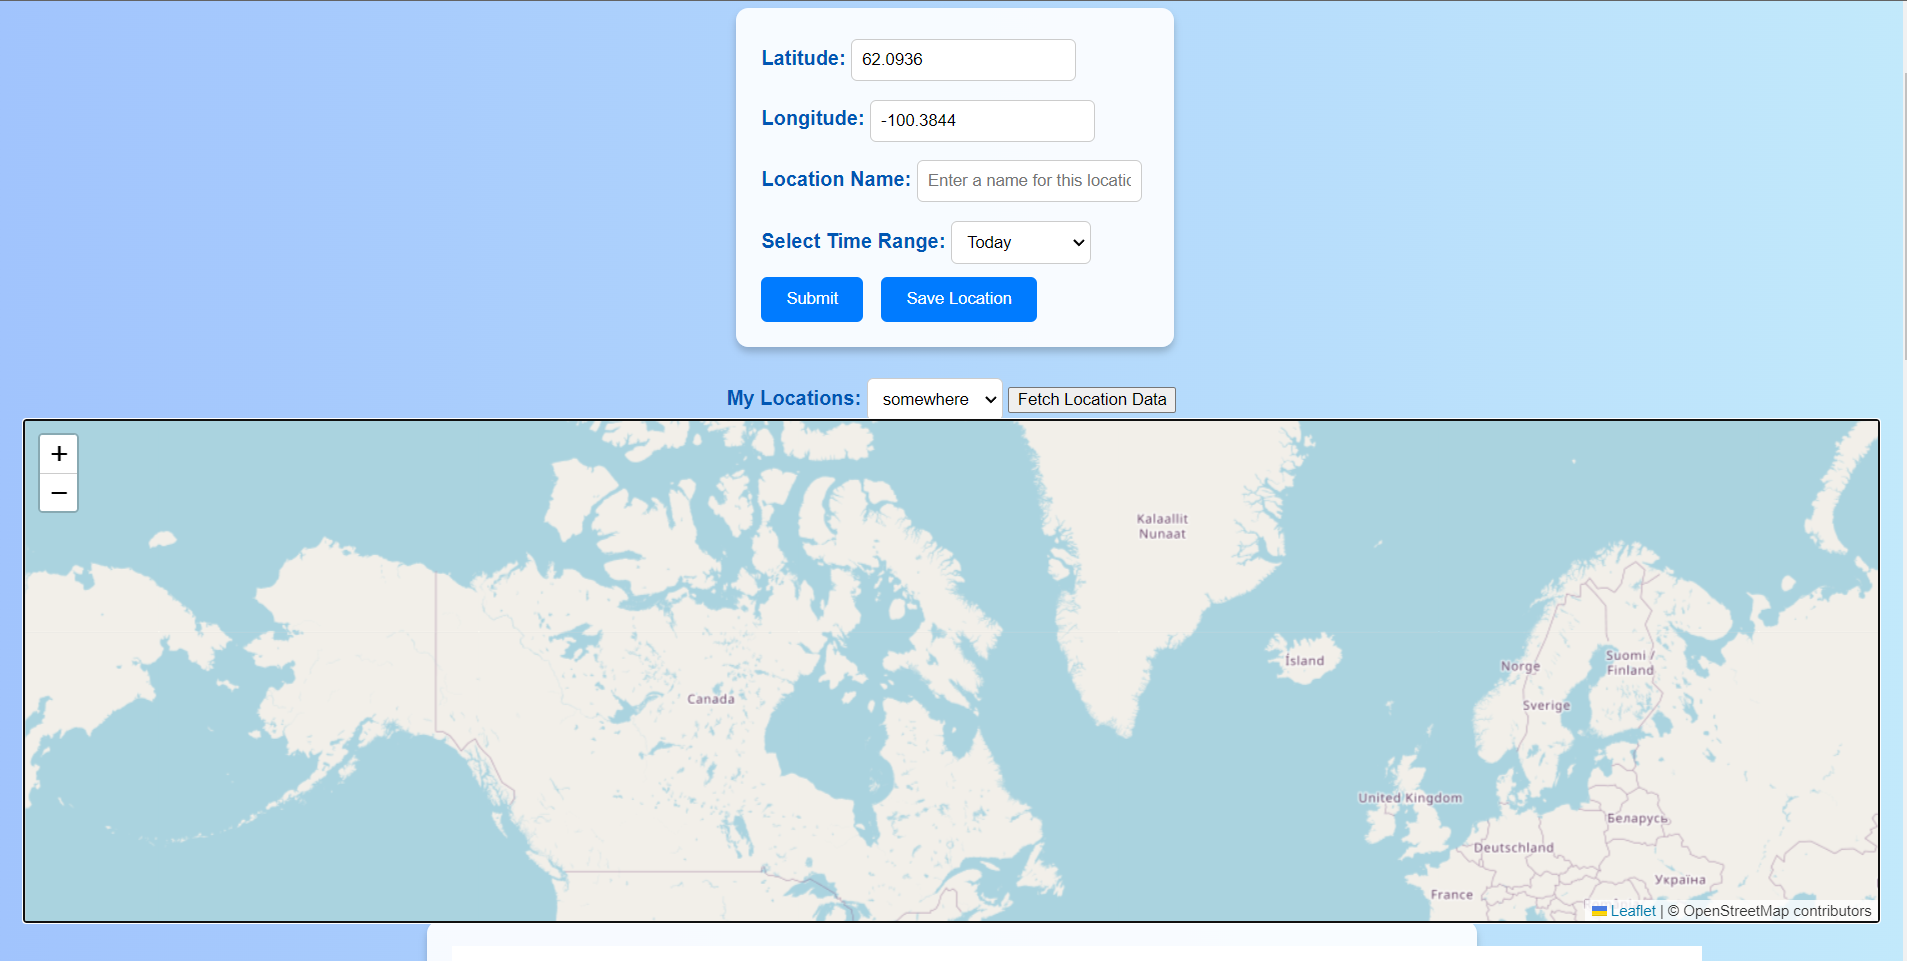 Latitude: 62.0936
Longitude: -100.3844
Location Name: Enter a name for this locatic
Select Time Range: Today
Submit Save Location
My Locations: somewhere Fetch Location Data
+
−
Kalaallit
Nunaat
Ísland
Norge
Suomi /
Finland
Canada
Sverige
United Kingdom
Беларусь
Deutschland
Україна
France
Leaflet | © OpenStreetMap contributors